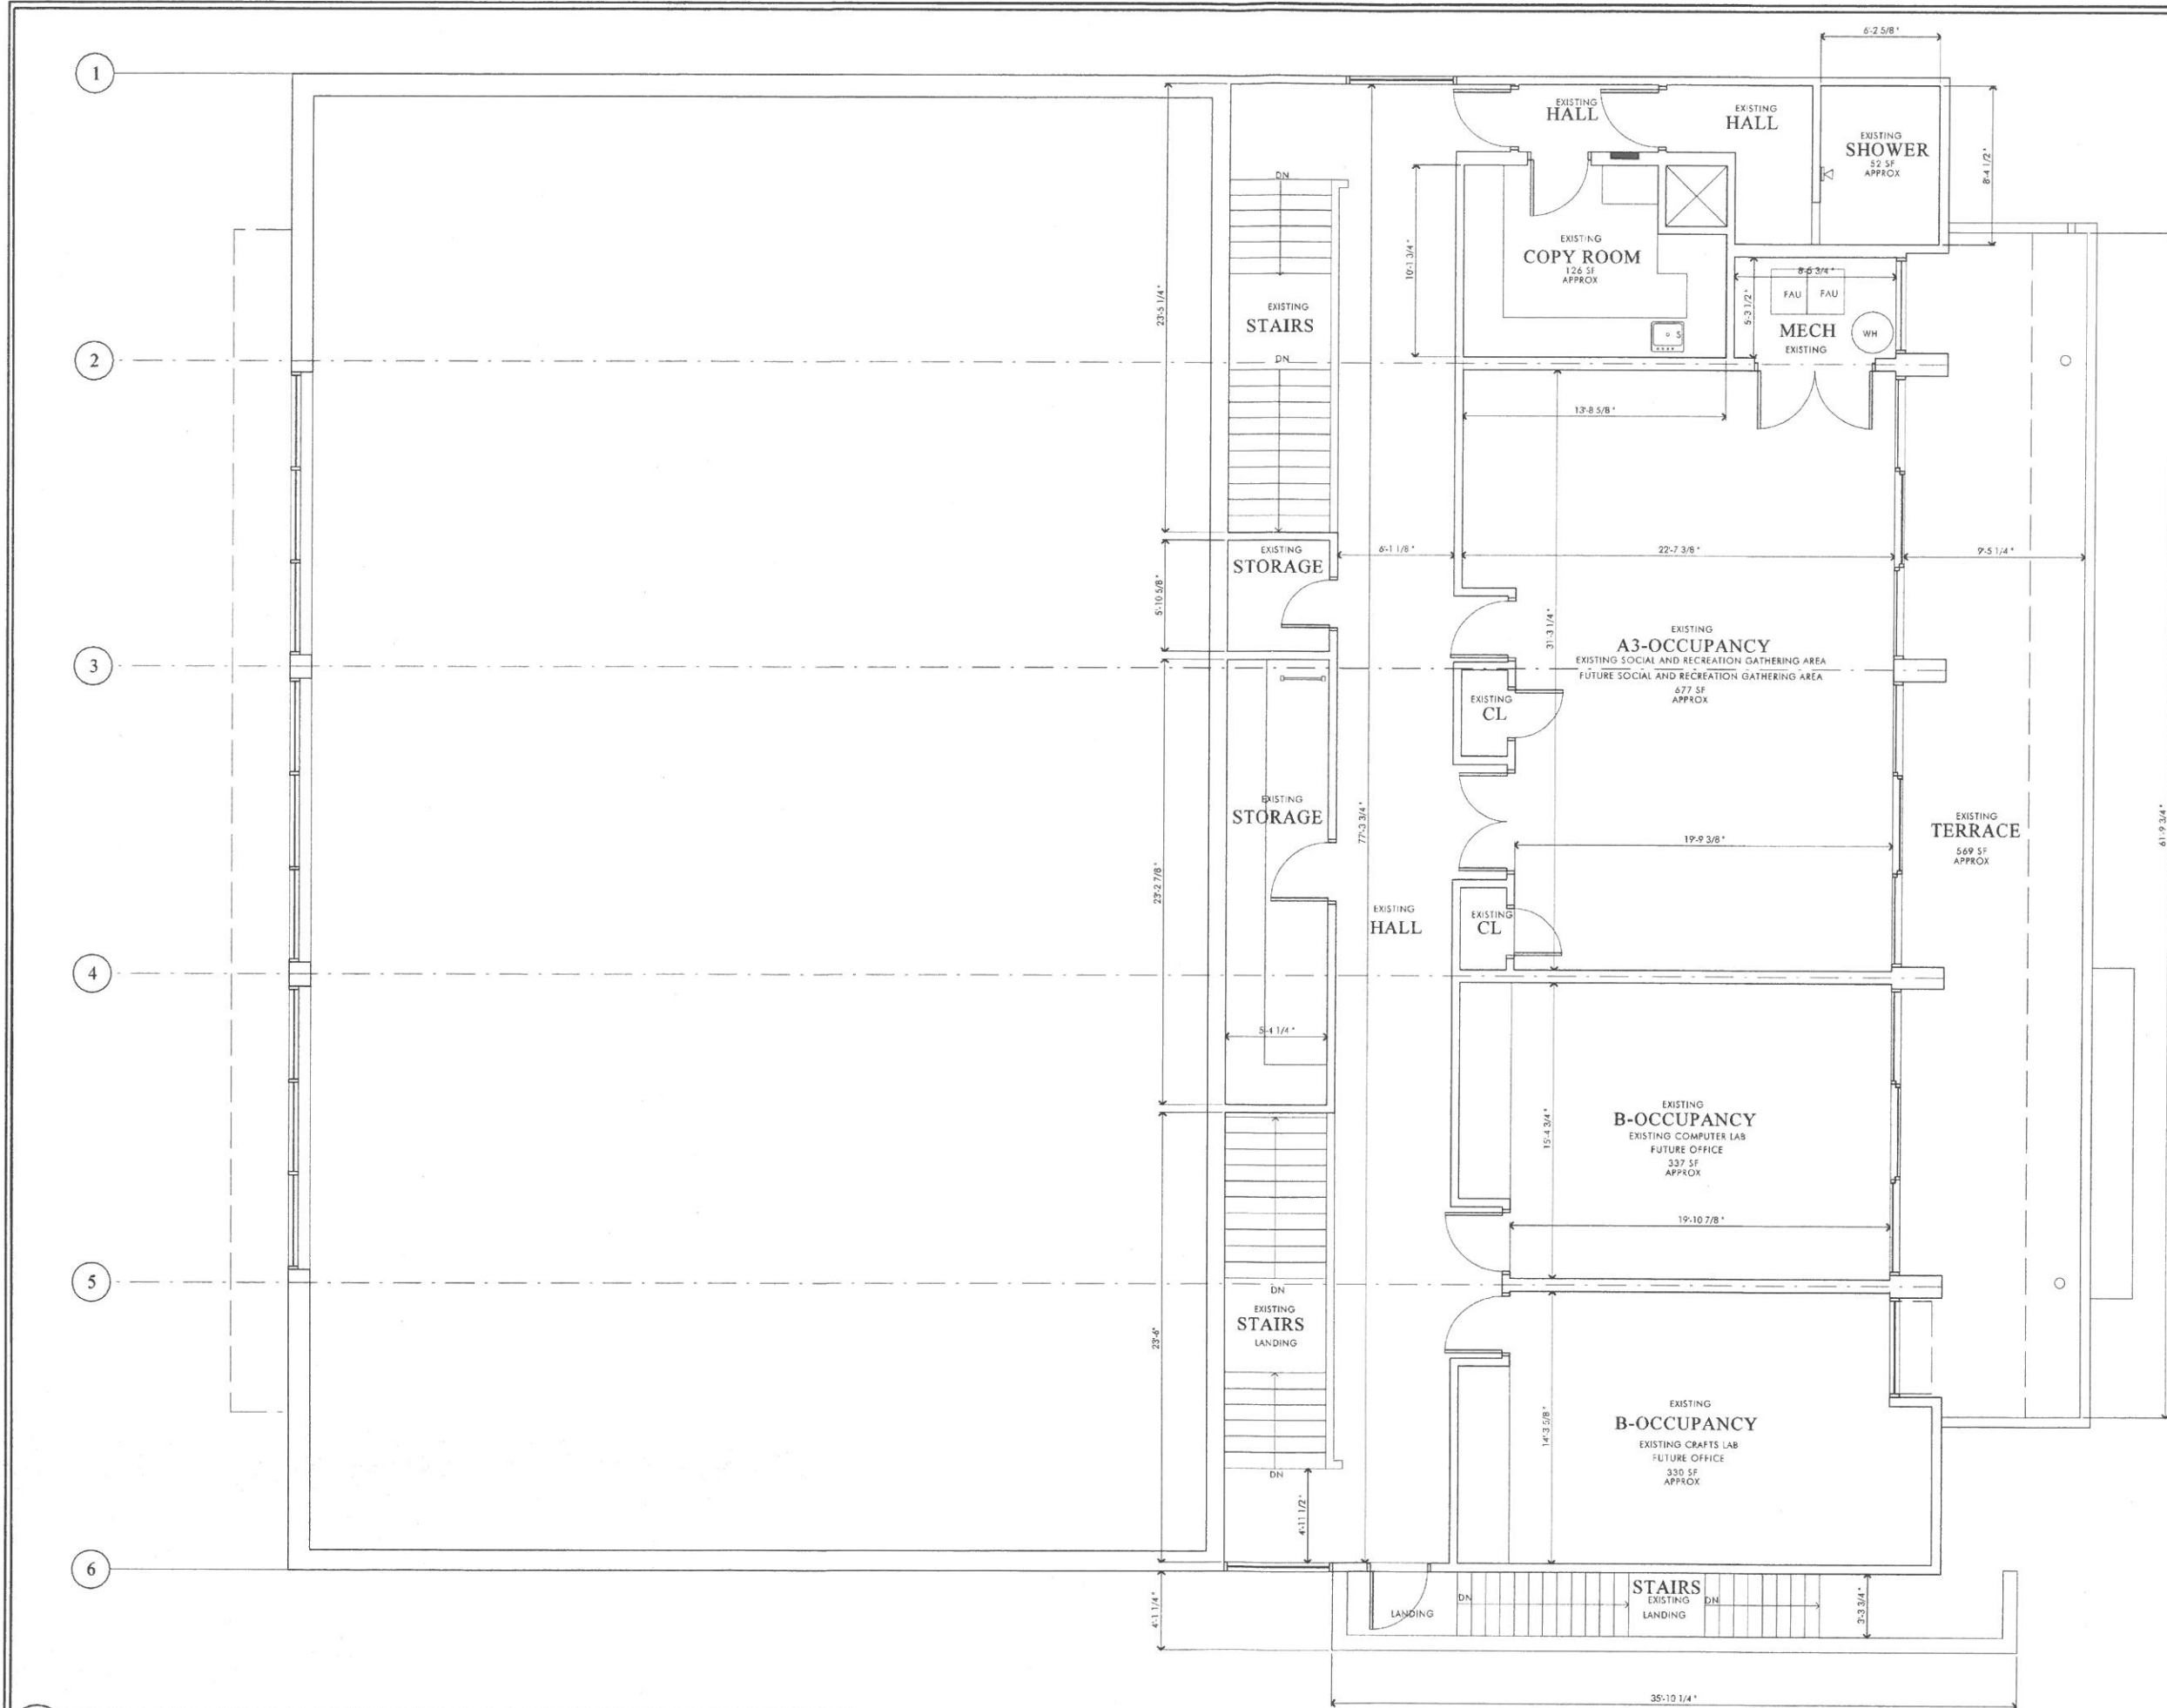 6'-2 5/8"
1
EXISTING
HALL
EXISTING
HALL
EXISTING
SHOWER
52 SF
APPROX
8'-4 1/2"
DN
10'-1 3/4"
EXISTING
COPY ROOM
126 SF
APPROX
23'-5 1/4"
EXISTING
STAIRS
DN
S
5'-3 1/2"
FAU
FAU
MECH
EXISTING
WH
2
13'-8 5/8"
EXISTING
STORAGE
5'-10 5/8"
6'-1 1/8"
22'-7 3/8"
9'-5 1/4"
31'-3 1/4"
EXISTING
A3-OCCUPANCY
EXISTING SOCIAL AND RECREATION GATHERING AREA
FUTURE SOCIAL AND RECREATION GATHERING AREA
677 SF
APPROX
3
EXISTING
CL
EXISTING
STORAGE
77'-3 3/4"
23'-2 7/8"
19'-9 3/8"
EXISTING
TERRACE
569 SF
APPROX
61'-9 3/4"
EXISTING
HALL
EXISTING
CL
4
5'-4 1/4"
15'-4 3/4"
EXISTING
B-OCCUPANCY
EXISTING COMPUTER LAB
FUTURE OFFICE
337 SF
APPROX
19'-10 7/8"
5
DN
EXISTING
STAIRS
LANDING
23'-6"
DN
4'-11 1/2"
14'-3 5/8"
EXISTING
B-OCCUPANCY
EXISTING CRAFTS LAB
FUTURE OFFICE
330 SF
APPROX
6
4'-1 1/4"
LANDING
DN
STAIRS
EXISTING
LANDING
DN
3'-3 3/4"
35'-10 1/4"